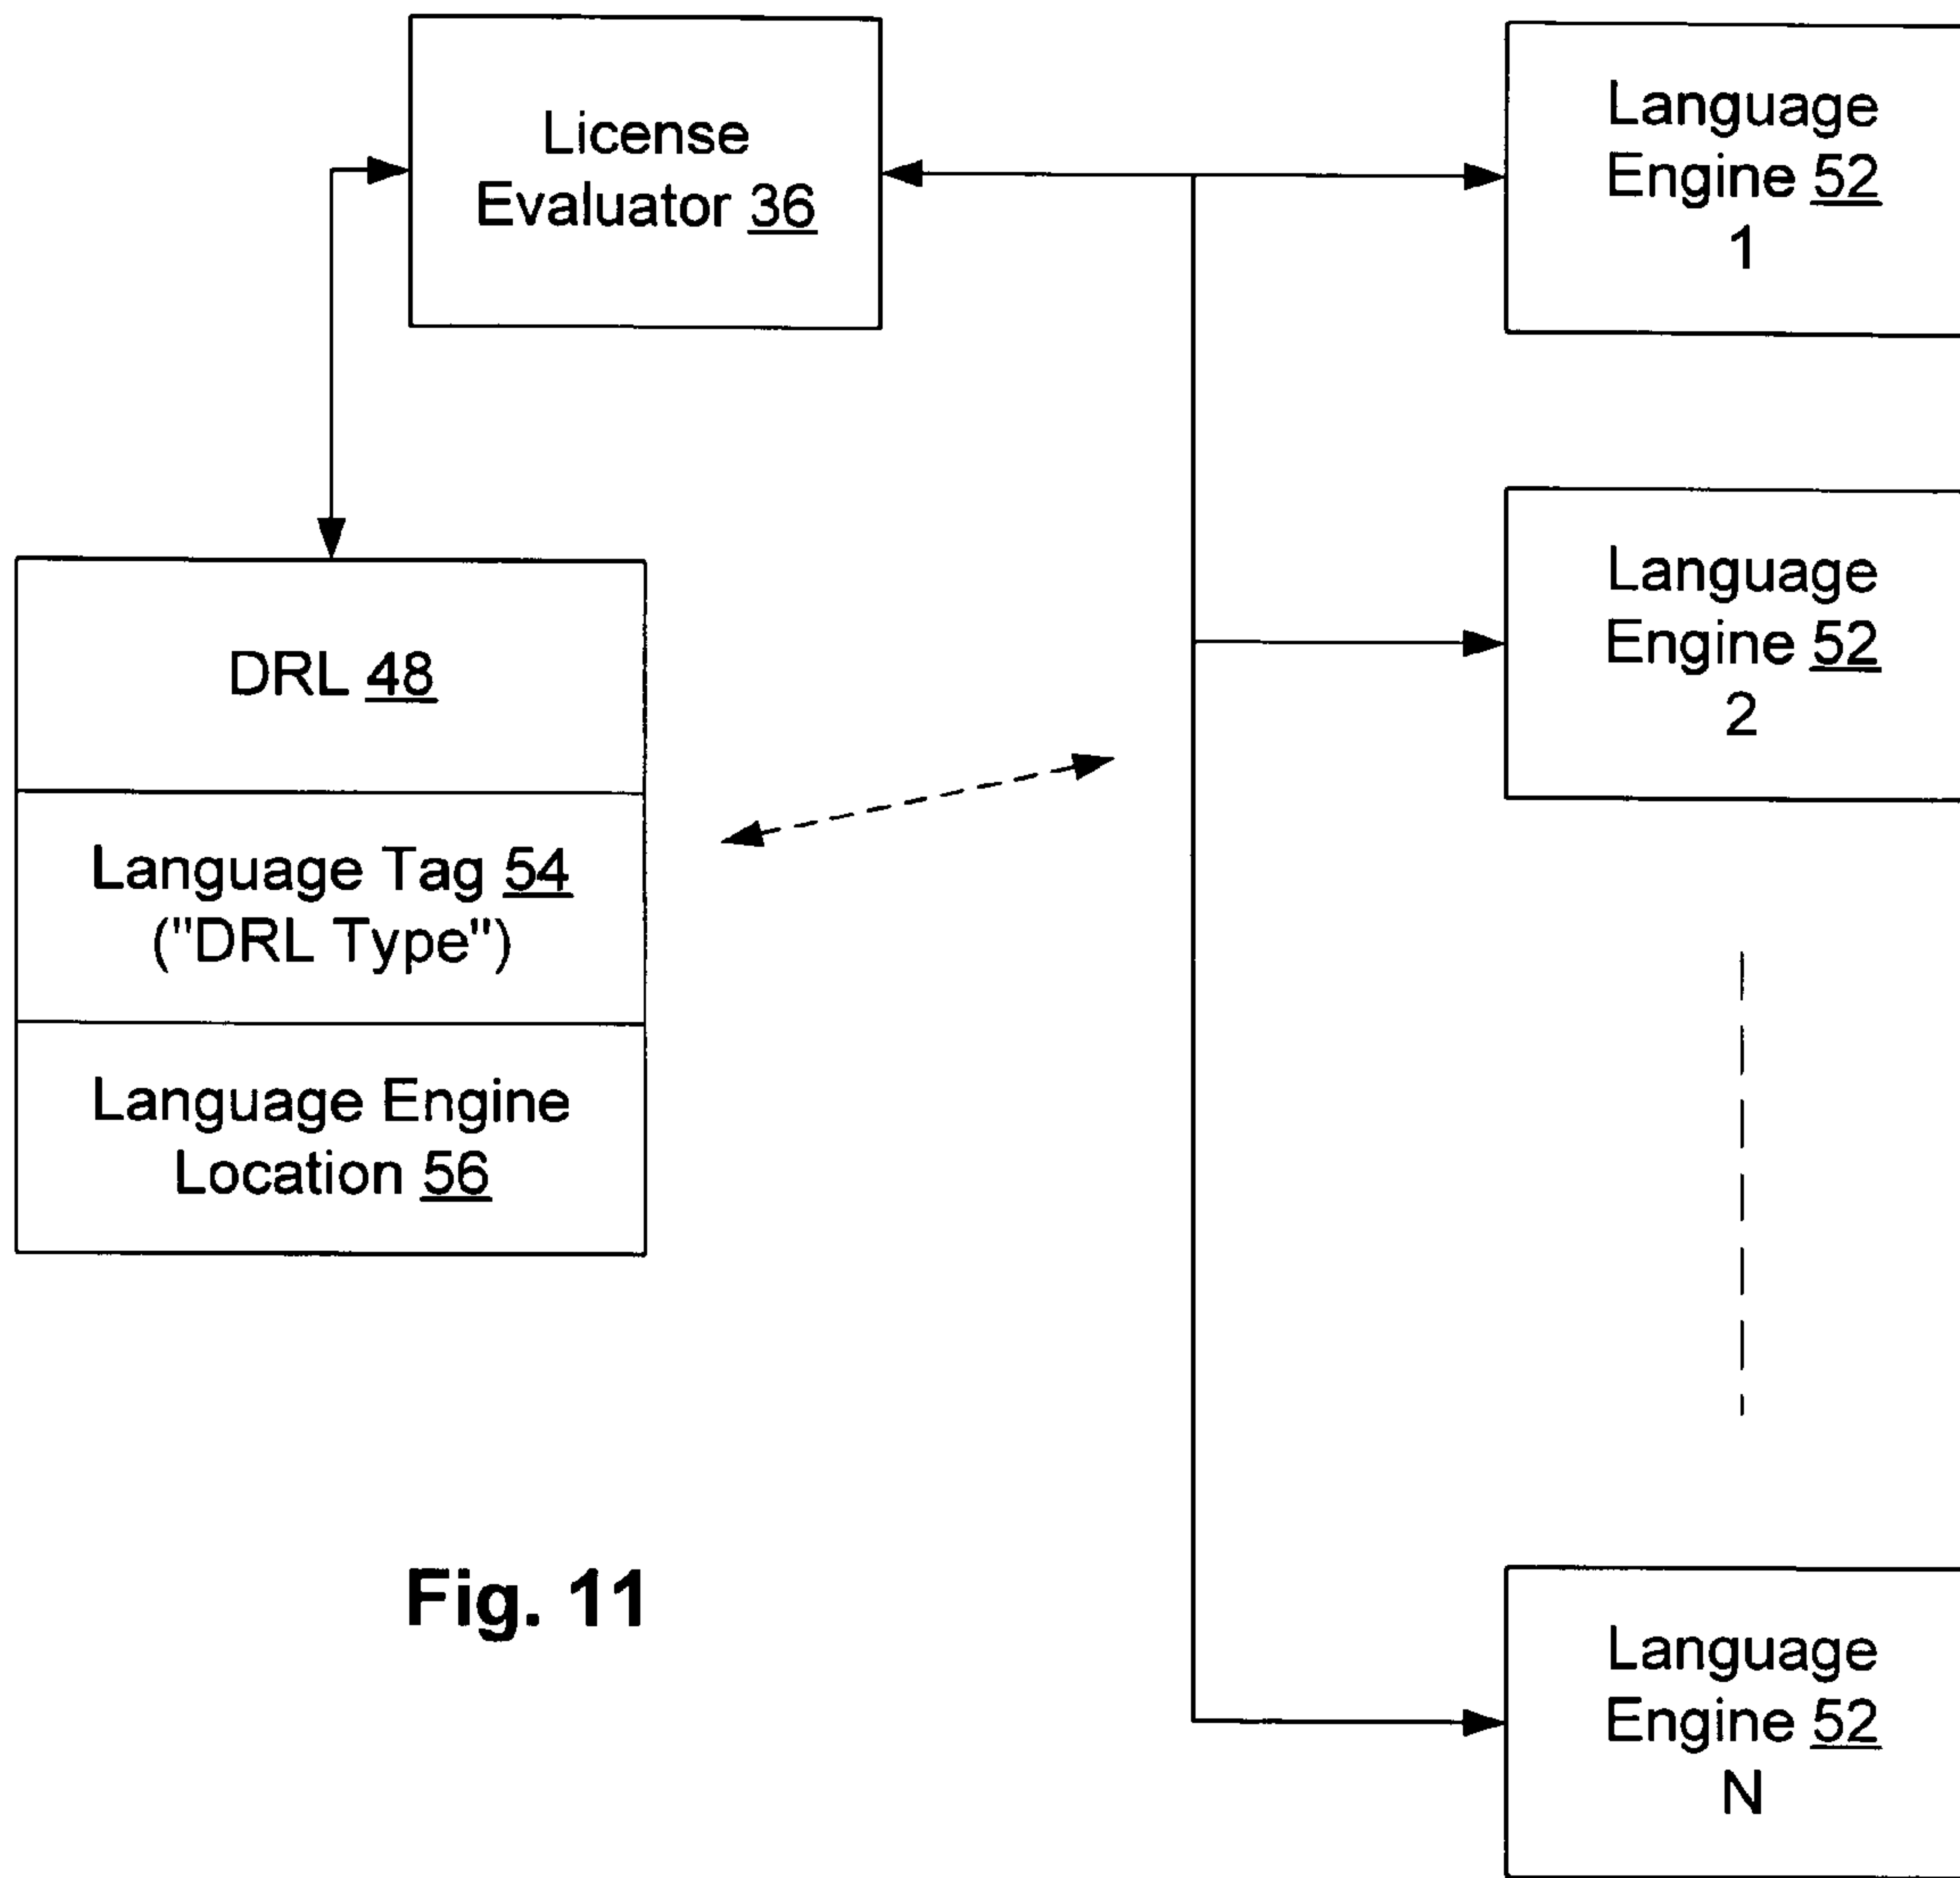 License
Evaluator 36
Language
Engine 52
1
Language
Engine 52
2
DRL 48
Language Tag 54
("DRL Type")
Language Engine
Location 56
Fig. 11
Language
Engine 52
N